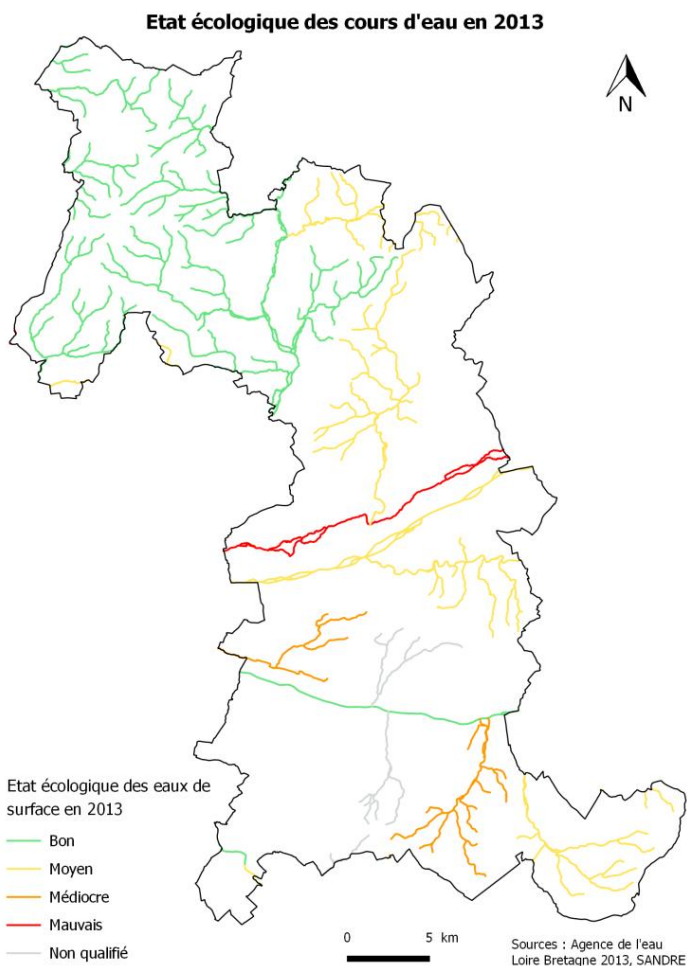 Etat écologique des cours d'eau en 2013
N
Etat écologique des eaux de
surface en 2013
Bon
Moyen
Médiocre
Mauvais
Non qualifié
0 5 km
Sources : Agence de l'eau
Loire Bretagne 2013, SANDRE